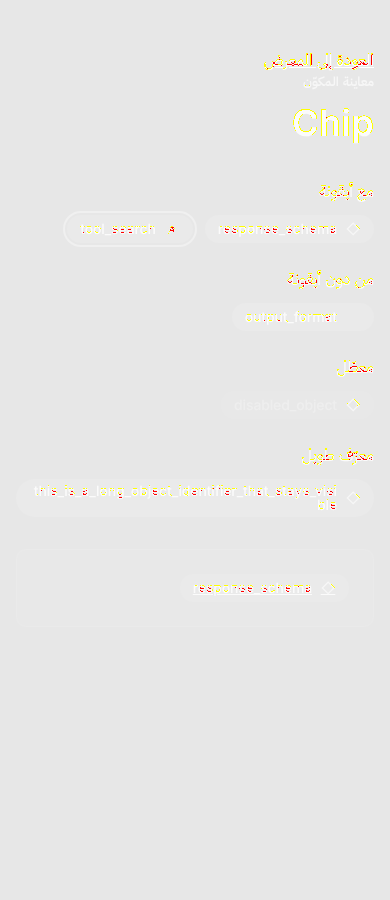 العودة إلى المعرض
معاينة المكوّن
Chip
مع أيقونة
response_schema
tool_search
من دون أيقونة
output_format
معطّل
disabled_object
معرّف طويل
response_schema